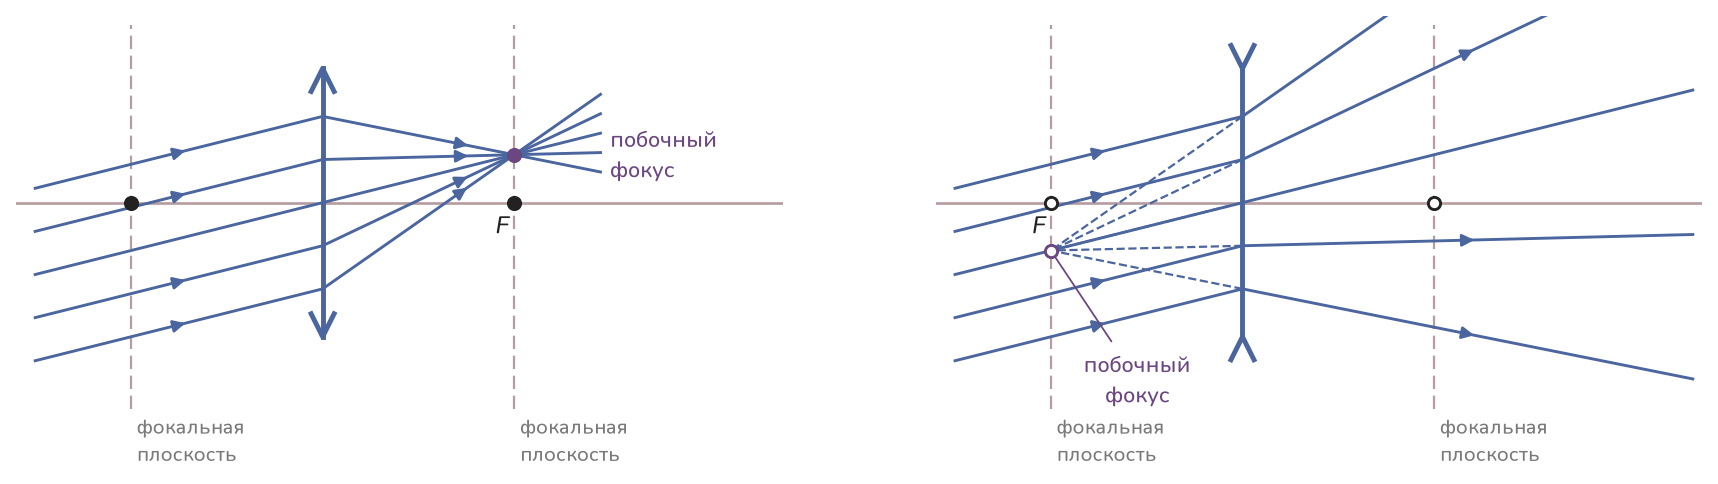 побочный
фокус
F
фокальная
плоскость
фокальная
плоскость
F
побочный
фокус
фокальная
плоскость
фокальная
плоскость